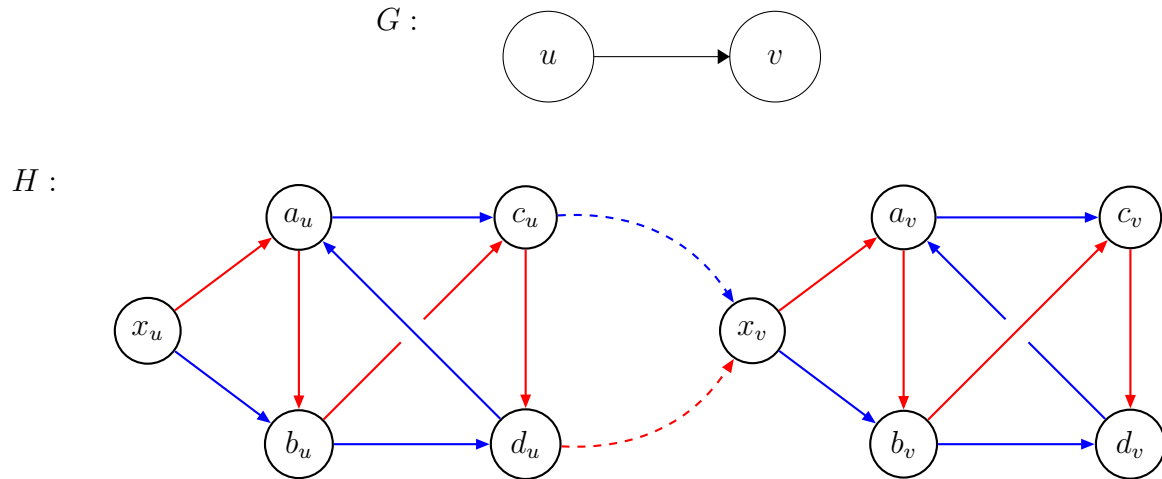 G :
u v
H :
a_u c_u a_v c_v
x_u x_v
b_u d_u b_v d_v